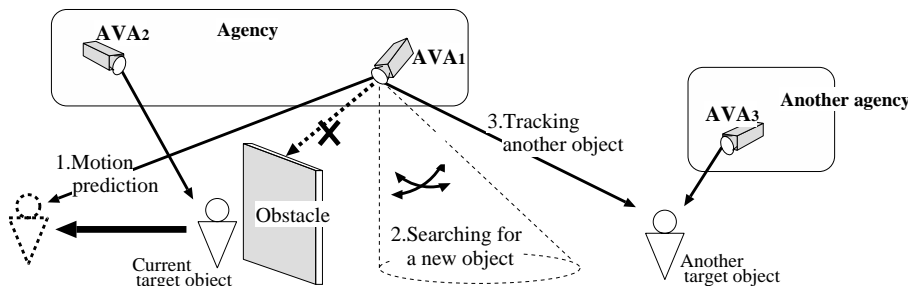 AVA2
Agency
AVA1
AVA3
Another agency
3.Tracking
another object
1.Motion
prediction
Obstacle
2.Searching for
a new object
Current
target object
Another
target object